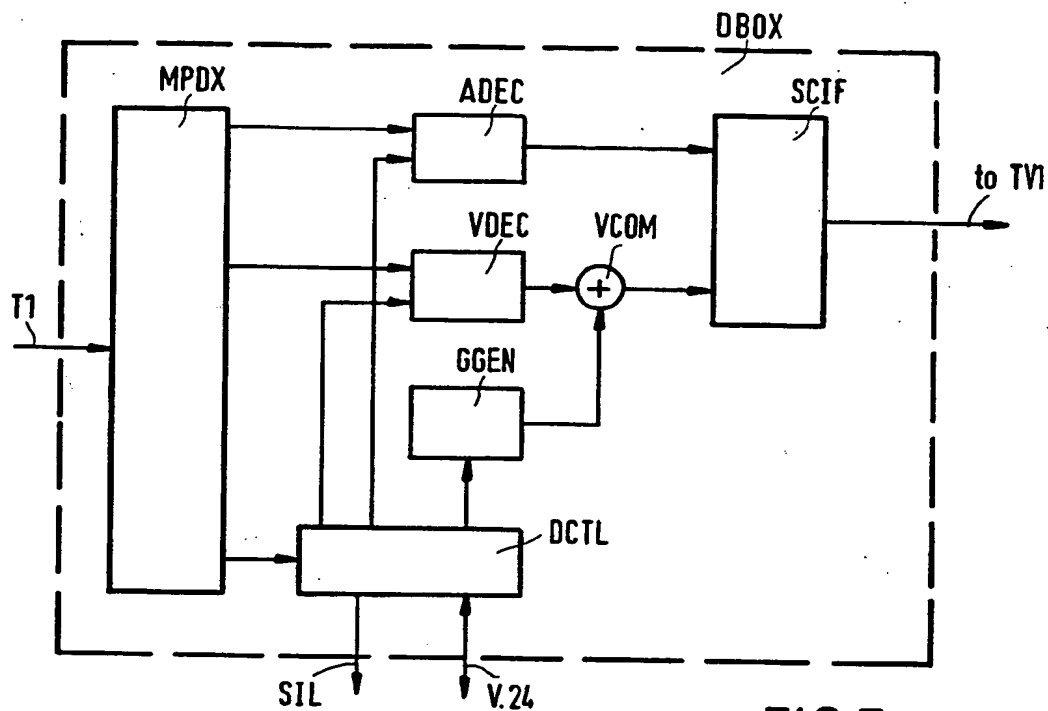 DBOX
MPDX
ADEC
SCIF
to TV1
VDEC
VCOM
T1
+
GGEN
DCTL
SIL
V.24